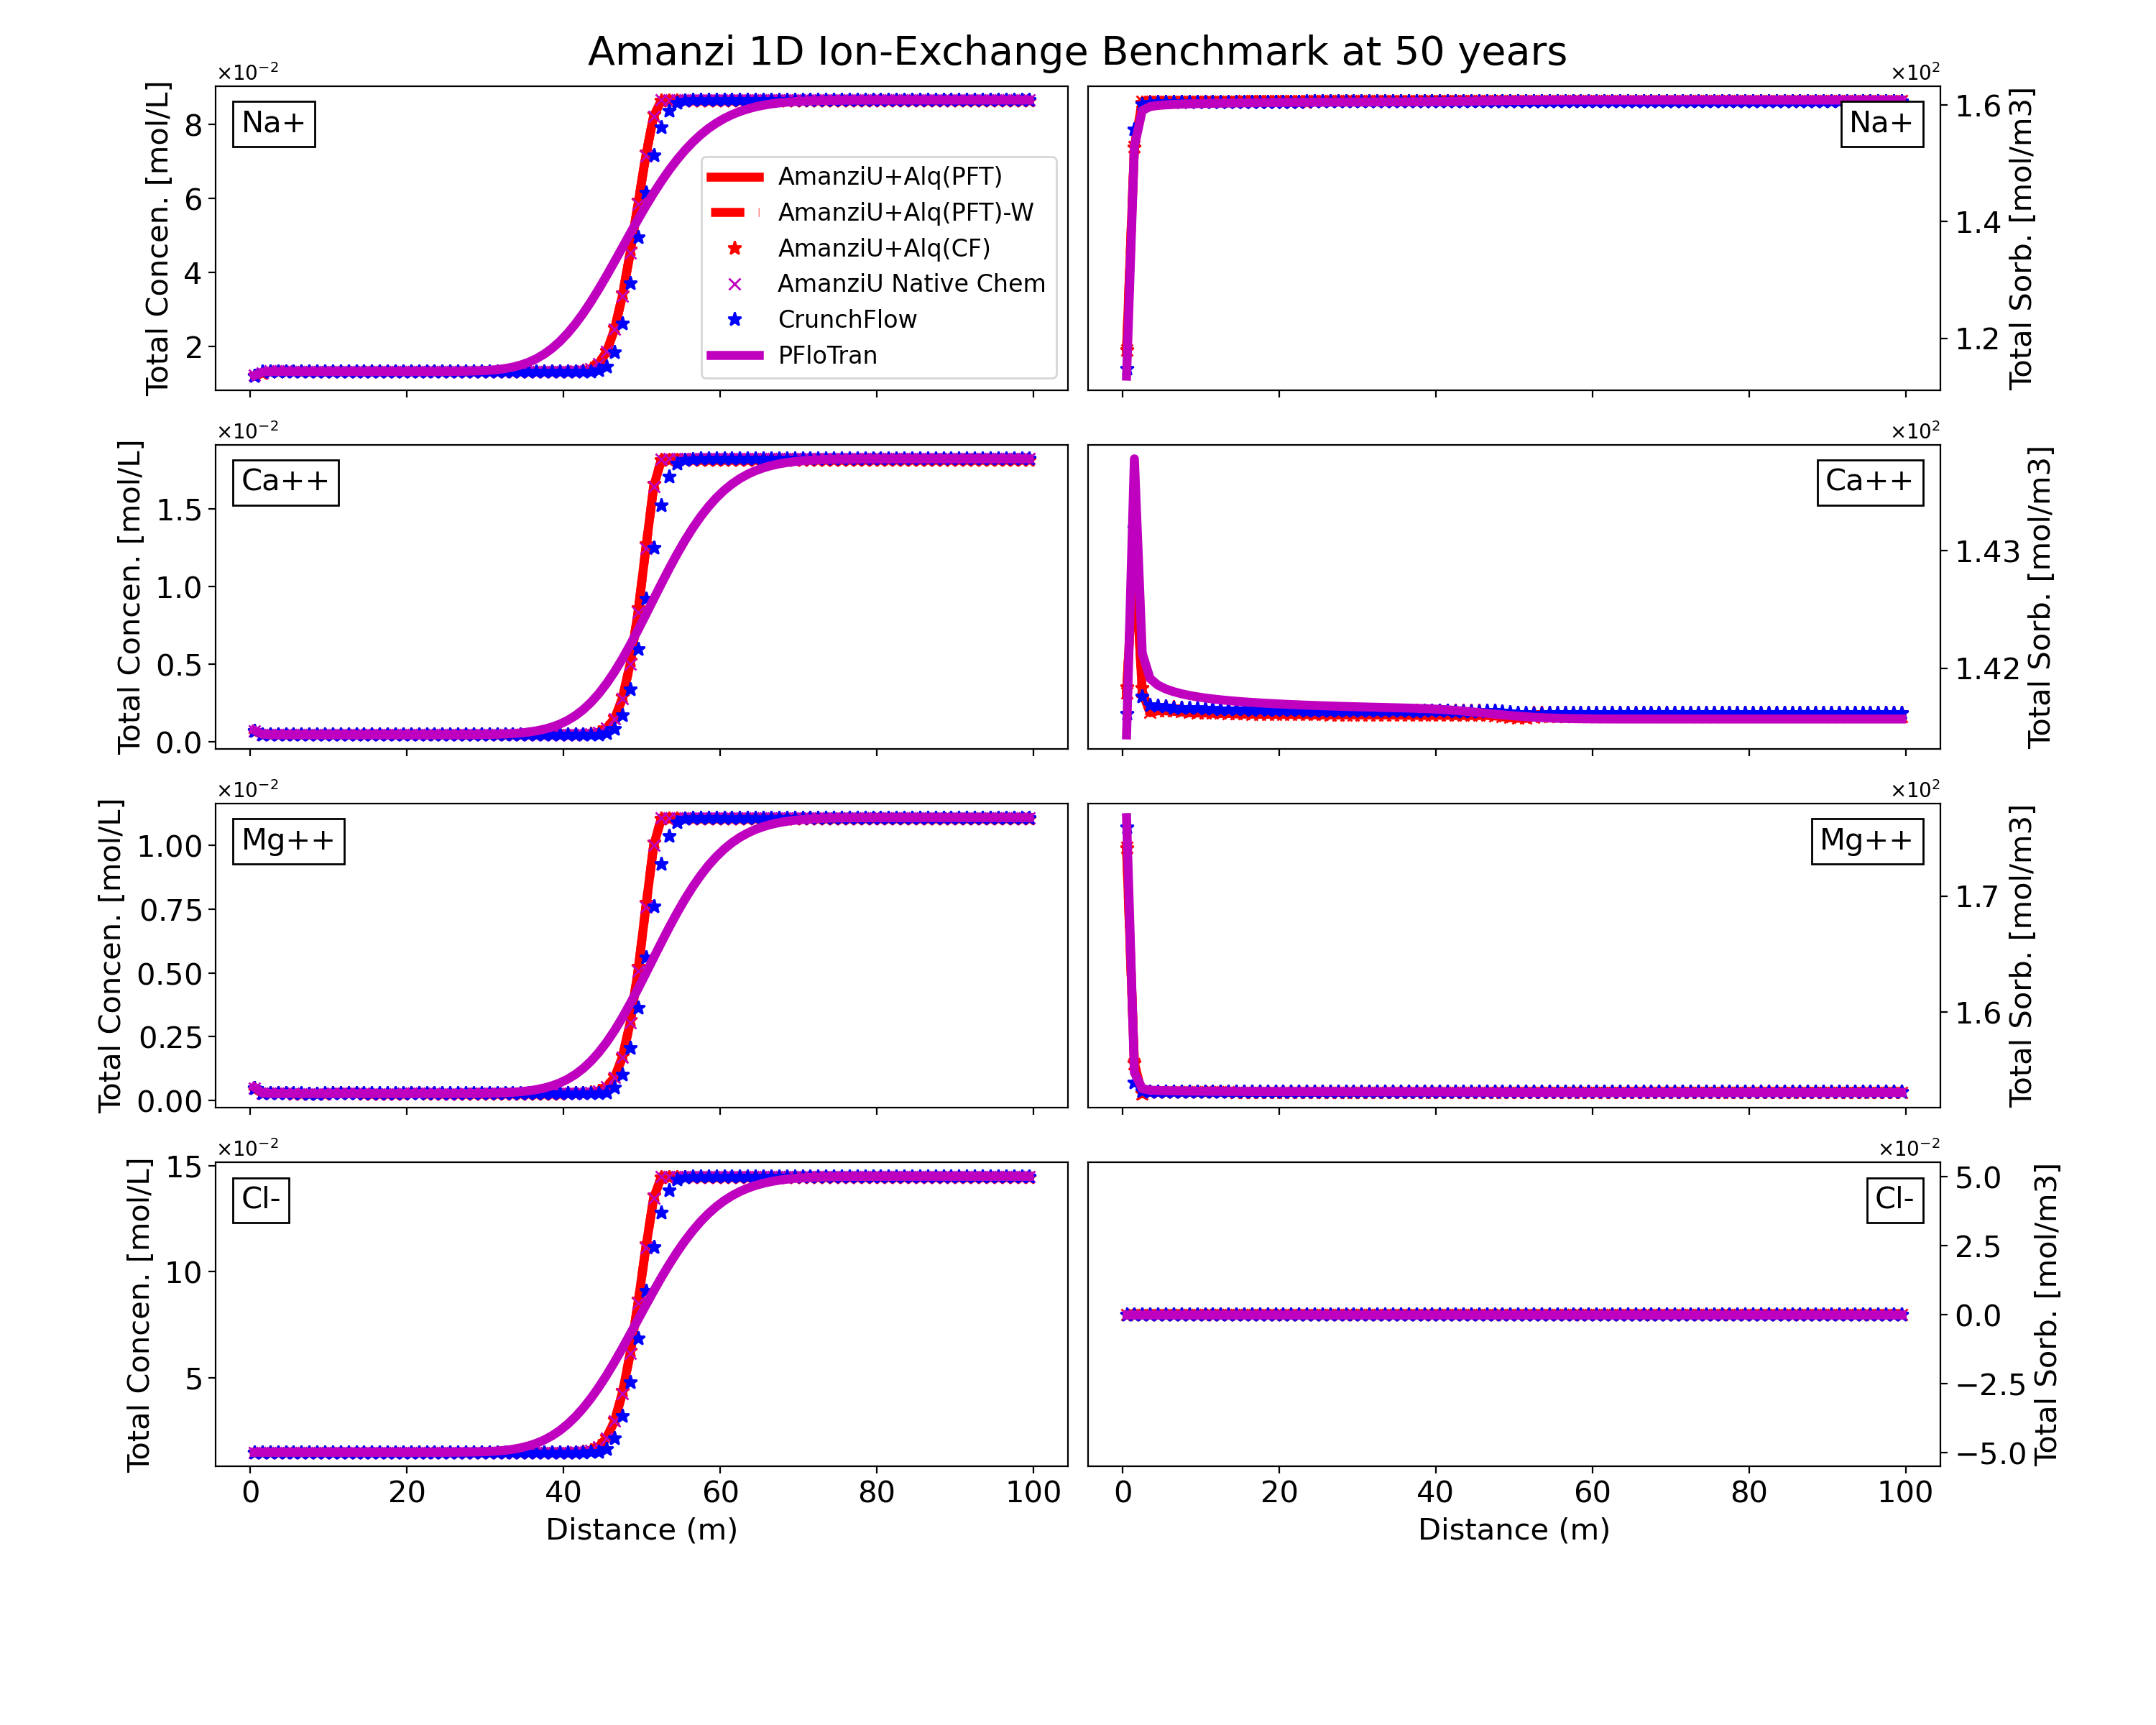 Amanzi 1D Ion-Exchange Benchmark at 50 years
×10⁻²
Total Concen. [mol/L]
8
6
4
2
Na+
AmanziU+Alq(PFT)
AmanziU+Alq(PFT)-W
AmanziU+Alq(CF)
AmanziU Native Chem
CrunchFlow
PFloTran
×10²
Na+
1.6
1.4
1.2
Total Sorb. [mol/m3]
×10⁻²
Total Concen. [mol/L]
1.5
1.0
0.5
0.0
Ca++
×10²
Ca++
1.43
1.42
Total Sorb. [mol/m3]
×10⁻²
Total Concen. [mol/L]
1.00
0.75
0.50
0.25
0.00
Mg++
×10²
Mg++
1.7
1.6
Total Sorb. [mol/m3]
×10⁻²
Total Concen. [mol/L]
15
10
5
Cl-
0 20 40 60 80 100
Distance (m)
×10⁻²
Cl-
5.0
2.5
0.0
−2.5
−5.0
Total Sorb. [mol/m3]
0 20 40 60 80 100
Distance (m)